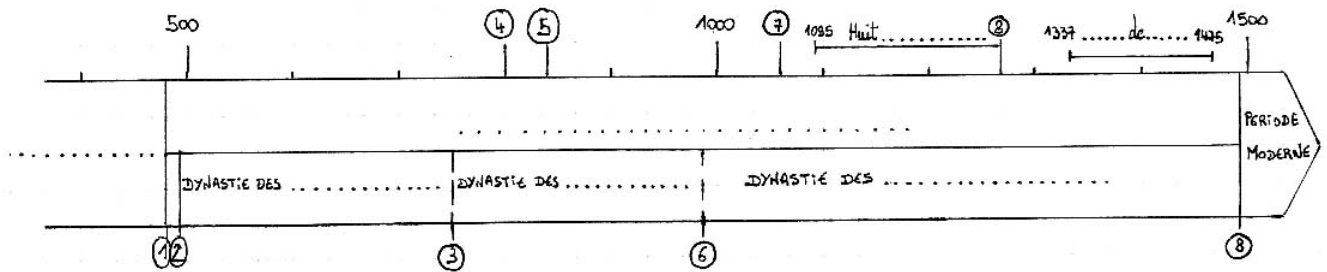 500 ④ ⑤ 1000 ⑦ 1095 Huit............... ⑧ 1337 ......de...... 1475 1500
....................................
PERIODE
MODERNE
............... DYNASTIE DES ............... DYNASTIE DES ............... DYNASTIE DES ......................
① ② ③ ⑥ ⑧